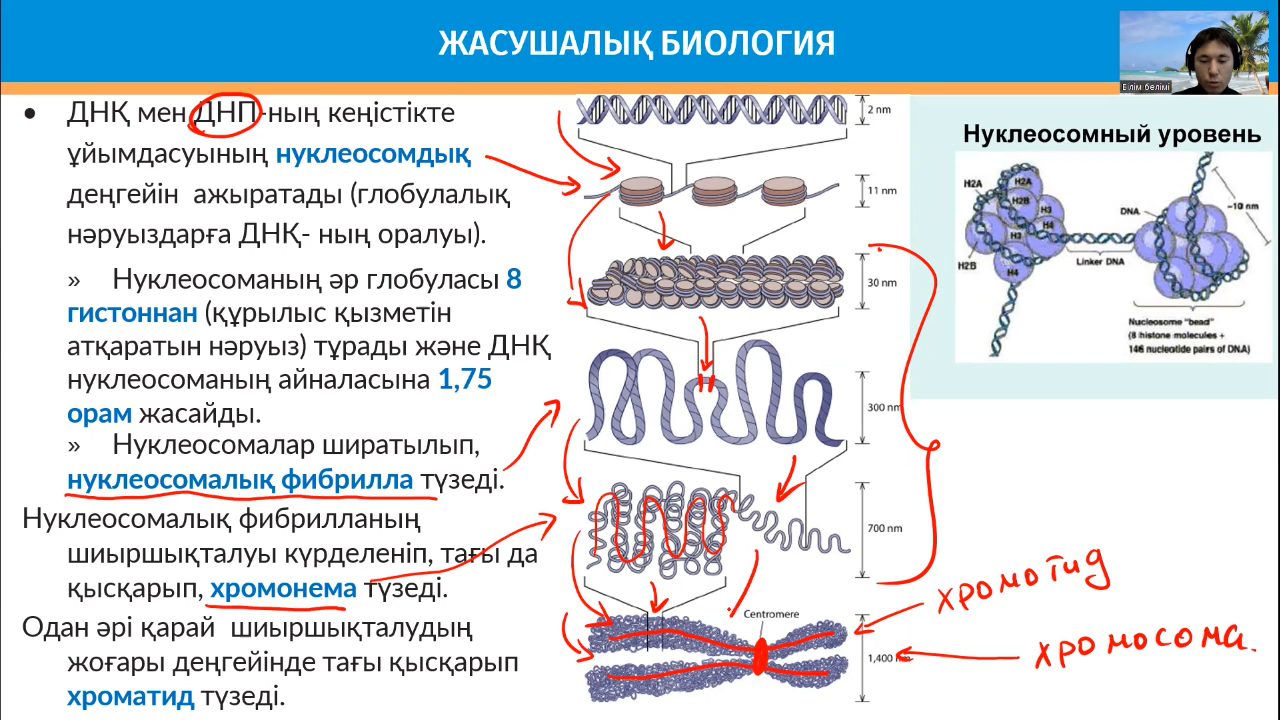 ЖАСУШАЛЫҚ БИОЛОГИЯ
Білім бөлімі
• ДНҚ мен ДНП-ның кеңістікте
ұйымдасуының нуклеосомдық
деңгейін ажыратады (глобулалық
нәруыздарға ДНҚ- ның оралуы).
» Нуклеосоманың әр глобуласы 8
гистоннан (құрылыс қызметін
атқаратын нәруыз) тұрады және ДНҚ
нуклеосоманың айналасына 1,75
орам жасайды.
» Нуклеосомалар ширатылып,
нуклеосомалық фибрилла түзеді.
Нуклеосомалық фибрилланың
шиыршықталуы күрделеніп, тағы да
қысқарып, хромонема түзеді.
Одан әрі қарай шиыршықталудың
жоғары деңгейінде тағы қысқарып
хроматид түзеді.
2 nm
11 nm
30 nm
300 nm
700 nm
Centromere
1,400 nm
хромотид
хромосома.
Нуклеосомный уровень
H2A
H2A
H2B
H3
H3
H4
H2B
H4
DNA
Linker DNA
~10 nm
Nucleosome "bead"
(8 histone molecules +
146 nucleotide pairs of DNA)